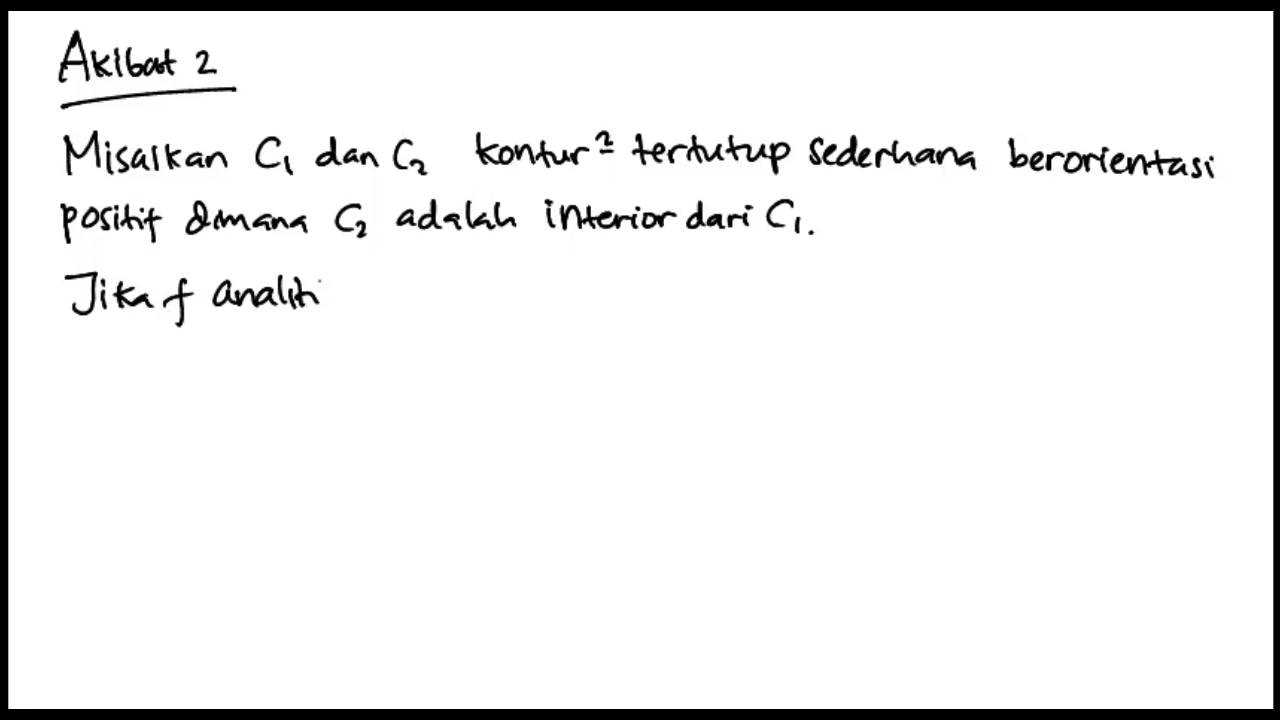 Akibat 2
Misalkan C₁ dan C₂ kontur² tertutup sederhana berorientasi
positif dimana C₂ adalah interior dari C₁.
Jika f analiti